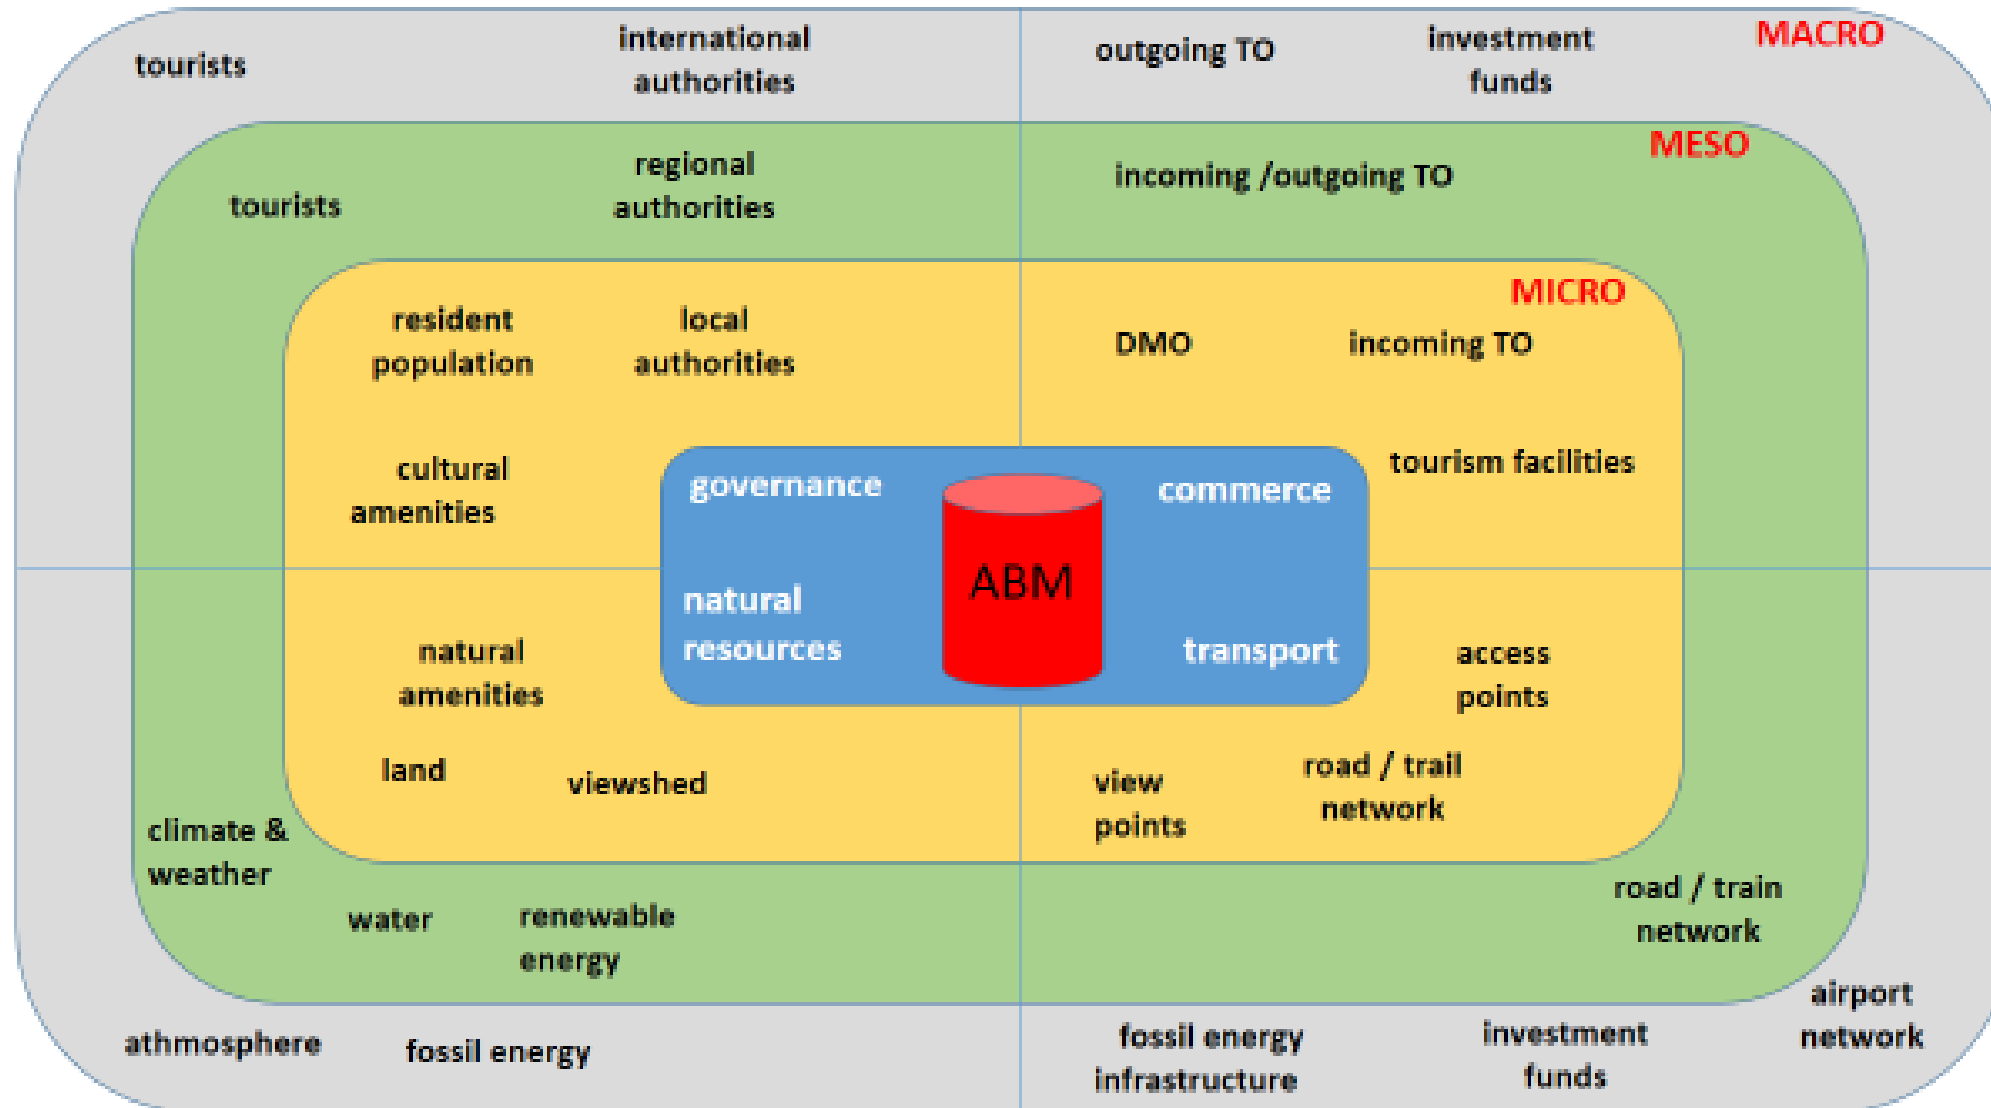 tourists
international
authorities
outgoing TO
investment
funds
MACRO
MESO
tourists
regional
authorities
incoming /outgoing TO
MICRO
resident
population
local
authorities
DMO
incoming TO
cultural
amenities
tourism facilities
governance
commerce
ABM
natural
resources
transport
natural
amenities
access
points
land
viewshed
view
points
road / trail
network
climate &
weather
water
renewable
energy
road / train
network
airport
network
athmosphere
fossil energy
fossil energy
infrastructure
investment
funds